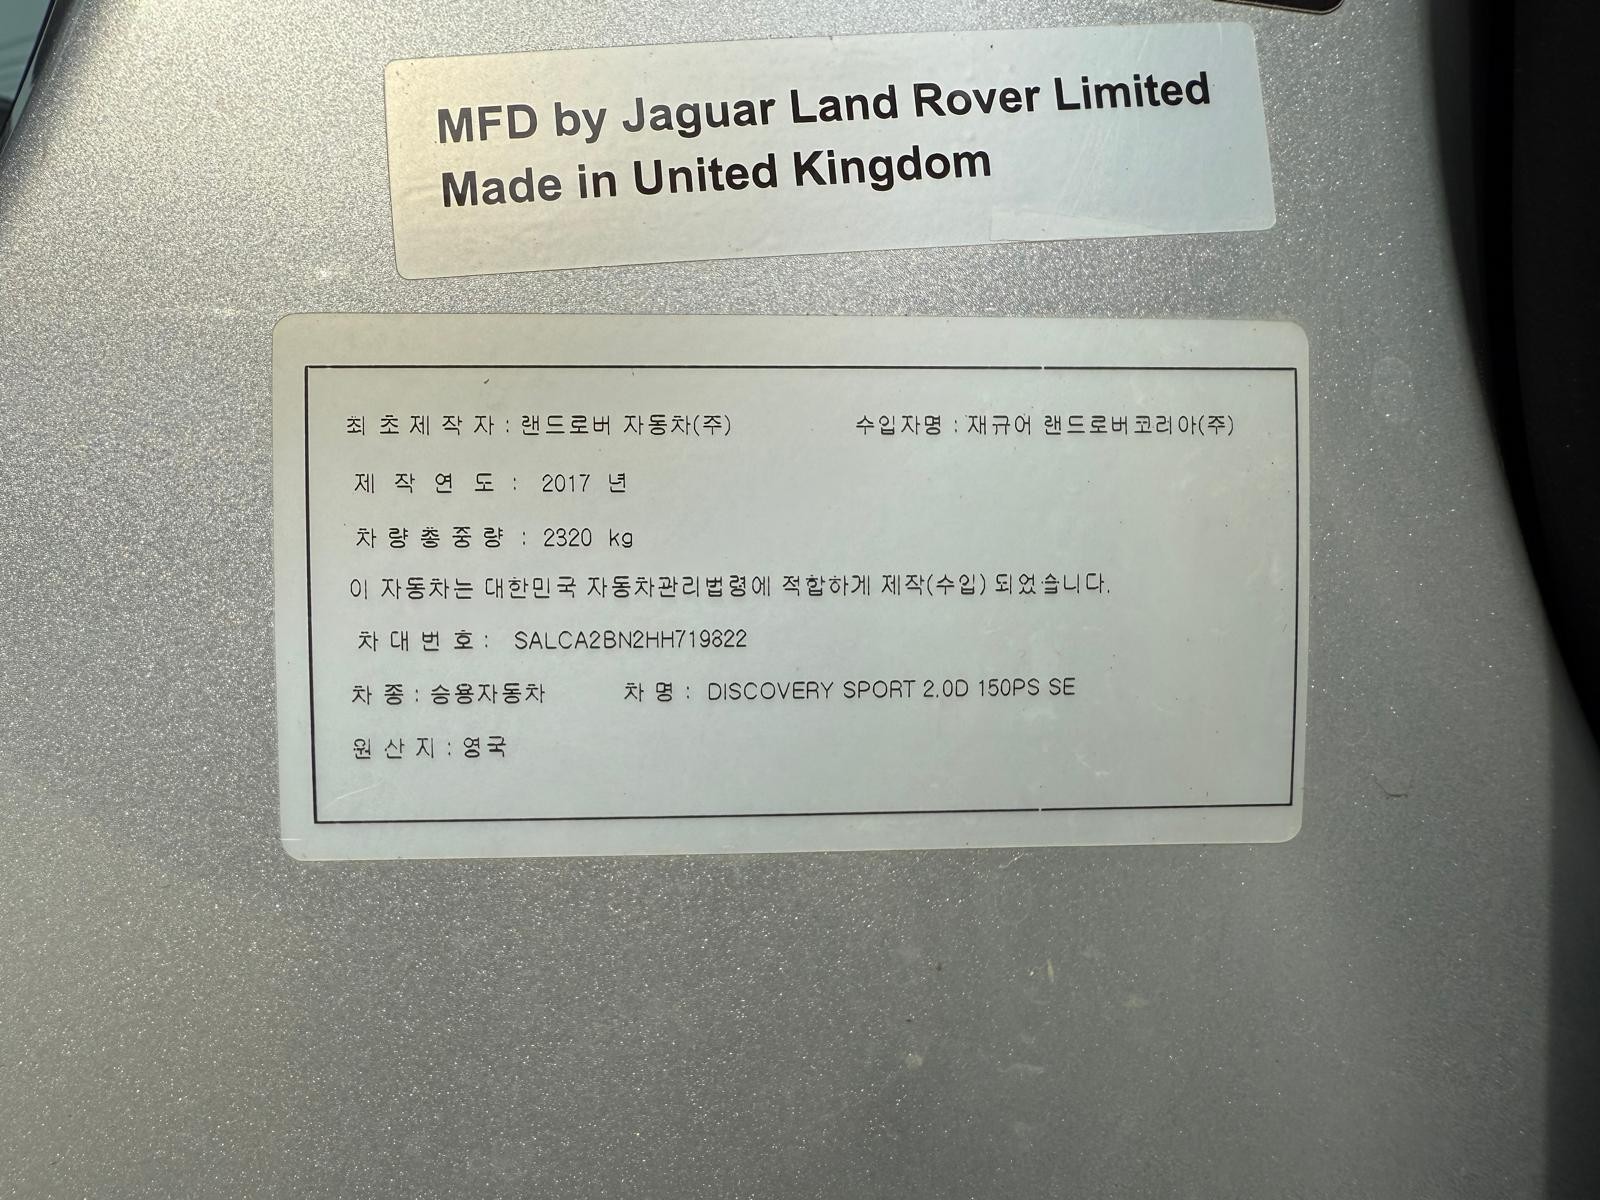 MFD by Jaguar Land Rover Limited
Made in United Kingdom
최 초 제 작 자 : 랜드로버 자동차(주) 수입자명 : 재규어 랜드로버코리아(주)
제 작 연 도 : 2017 년
차 량 총 중 량 : 2320 kg
이 자동차는 대한민국 자동차관리법령에 적합하게 제작(수입) 되었습니다.
차 대 번 호 : SALCA2BN2HH719822
차 종 : 승용자동차 차 명 : DISCOVERY SPORT 2.0D 150PS SE
원 산 지 : 영국